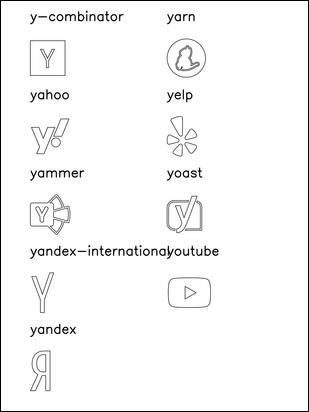 y-combinator yarn
Y
yahoo yelp
y!
yammer yoast
Y y
yandex-international youtube
Y
yandex
Я